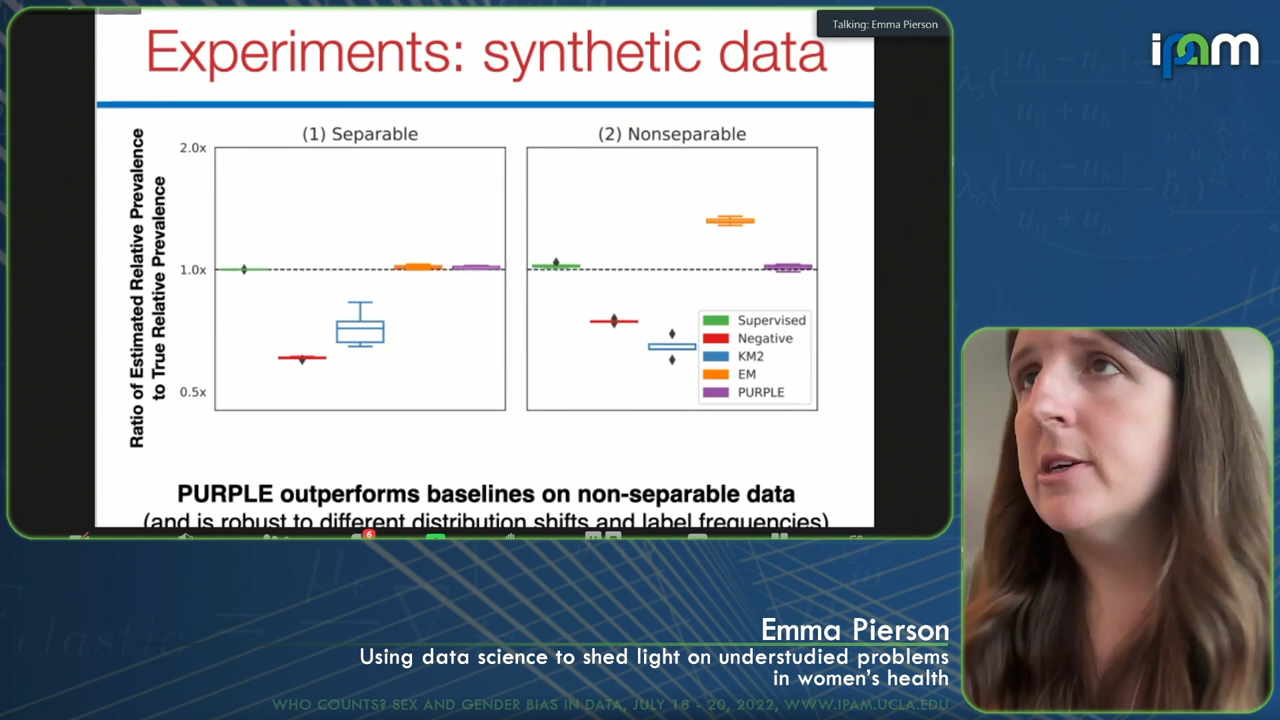 Talking: Emma Pierson
ipam
Experiments: synthetic data
Ratio of Estimated Relative Prevalence
to True Relative Prevalence
(1) Separable
(2) Nonseparable
2.0x
1.0x
0.5x
Supervised
Negative
KM2
EM
PURPLE
PURPLE outperforms baselines on non-separable data
(and is robust to different distribution shifts and label frequencies)
6
Emma Pierson
Using data science to shed light on understudied problems
in women's health
WHO COUNTS? SEX AND GENDER BIAS IN DATA, JULY 18 - 20, 2022, WWW.IPAM.UCLA.EDU